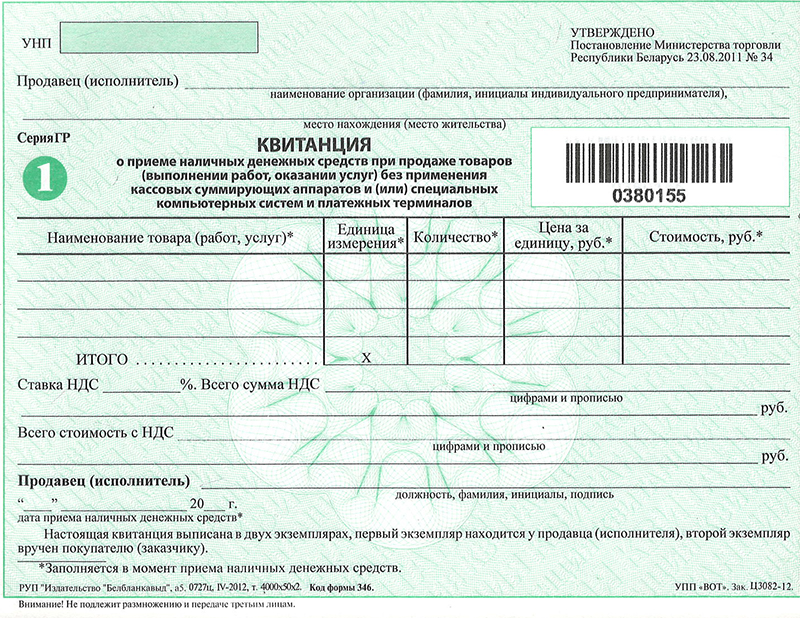 УНП
УТВЕРЖДЕНО
Постановление Министерства торговли
Республики Беларусь 23.08.2011 № 34
Продавец (исполнитель)
наименование организации (фамилия, инициалы индивидуального предпринимателя),
место нахождения (место жительства)
Серия ГР
1
КВИТАНЦИЯ
о приеме наличных денежных средств при продаже товаров
(выполнении работ, оказании услуг) без применения
кассовых суммирующих аппаратов и (или) специальных
компьютерных систем и платежных терминалов
0380155
Наименование товара (работ, услуг)*
Единица
измерения*
Количество*
Цена за
единицу, руб.*
Стоимость, руб.*
ИТОГО . . . . . . . . . . . . . . . . . . . . . . . . X
Ставка НДС ________ %. Всего сумма НДС
цифрами и прописью
руб.
Всего стоимость с НДС
цифрами и прописью
руб.
Продавец (исполнитель)
должность, фамилия, инициалы, подпись
“____” ______________ 20 __ г.
дата приема наличных денежных средств*
Настоящая квитанция выписана в двух экземплярах, первый экземпляр находится у продавца (исполнителя), второй экземпляр
вручен покупателю (заказчику).
*Заполняется в момент приема наличных денежных средств.
РУП "Издательство "Белбланкавыд", а5. 0727ц, IV-2012, т. 4000х50х2. Код формы 346.
УПП «ВОТ». Зак. Ц3082-12.
Внимание! Не подлежит размножению и передаче третьим лицам.